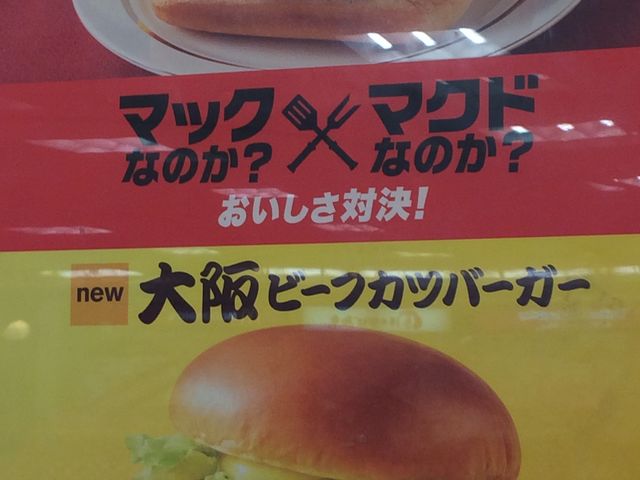 マック マクド
なのか? なのか?
おいしさ対決!
new 大阪ビーフカツバーガー